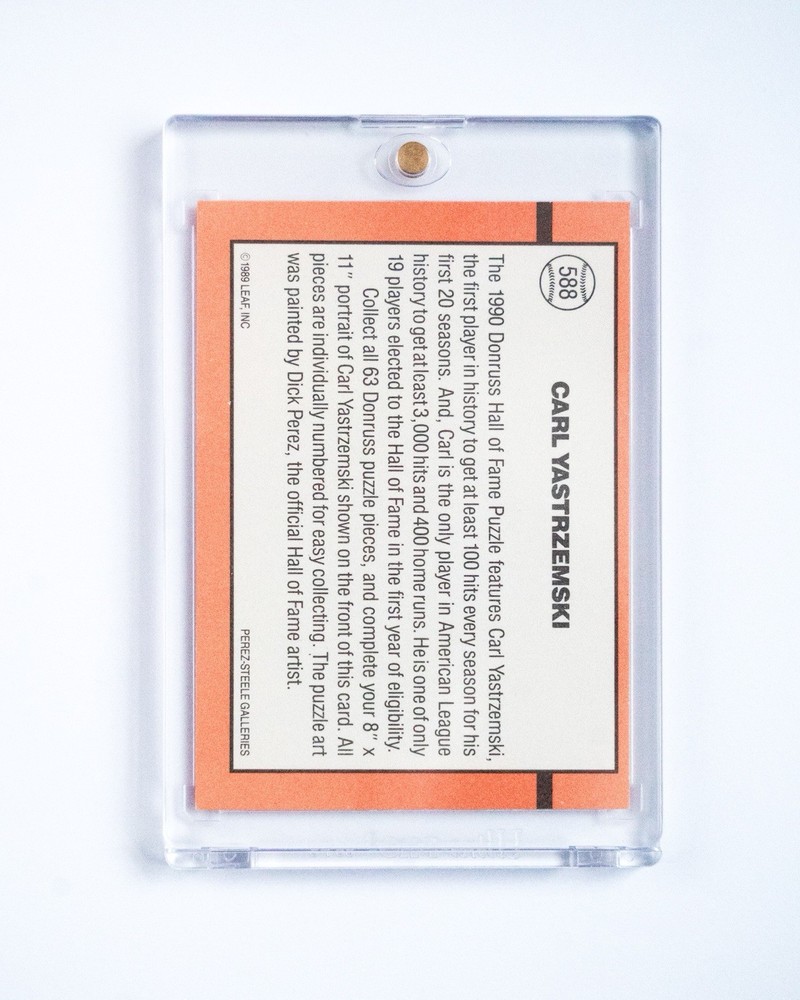 588
CARL YASTRZEMSKI
The 1990 Donruss Hall of Fame Puzzle features Carl Yastrzemski,
the first player in history to get at least 100 hits every season for his
first 20 seasons. And, Carl is the only player in American League
history to get at least 3,000 hits and 400 home runs. He is one of only
19 players elected to the Hall of Fame in the first year of eligibility.
Collect all 63 Donruss puzzle pieces, and complete your 8" x
11" portrait of Carl Yastrzemski shown on the front of this card. All
pieces are individually numbered for easy collecting. The puzzle art
was painted by Dick Perez, the official Hall of Fame artist.
©1989 LEAF, INC
PEREZ-STEELE GALLERIES